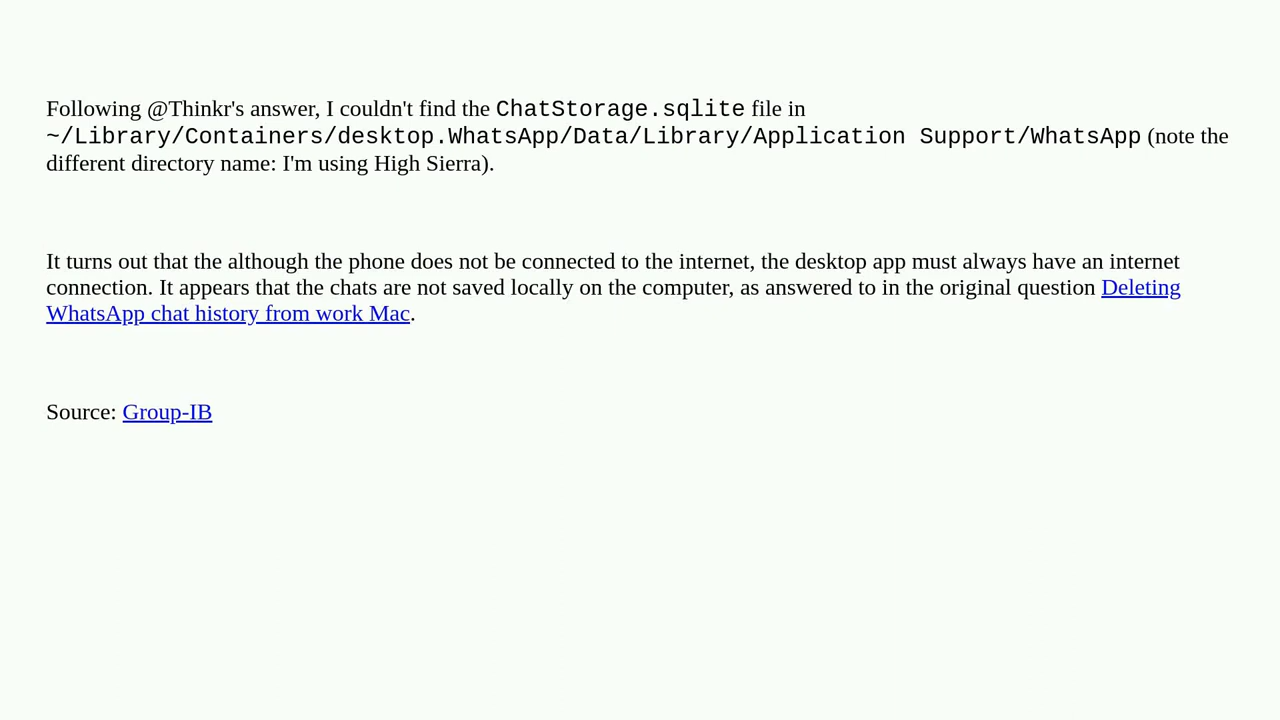 Following @Thinkr's answer, I couldn't find the ChatStorage.sqlite file in
~/Library/Containers/desktop.WhatsApp/Data/Library/Application Support/WhatsApp (note the
different directory name: I'm using High Sierra).
It turns out that the although the phone does not be connected to the internet, the desktop app must always have an internet
connection. It appears that the chats are not saved locally on the computer, as answered to in the original question Deleting
WhatsApp chat history from work Mac.
Source: Group-IB